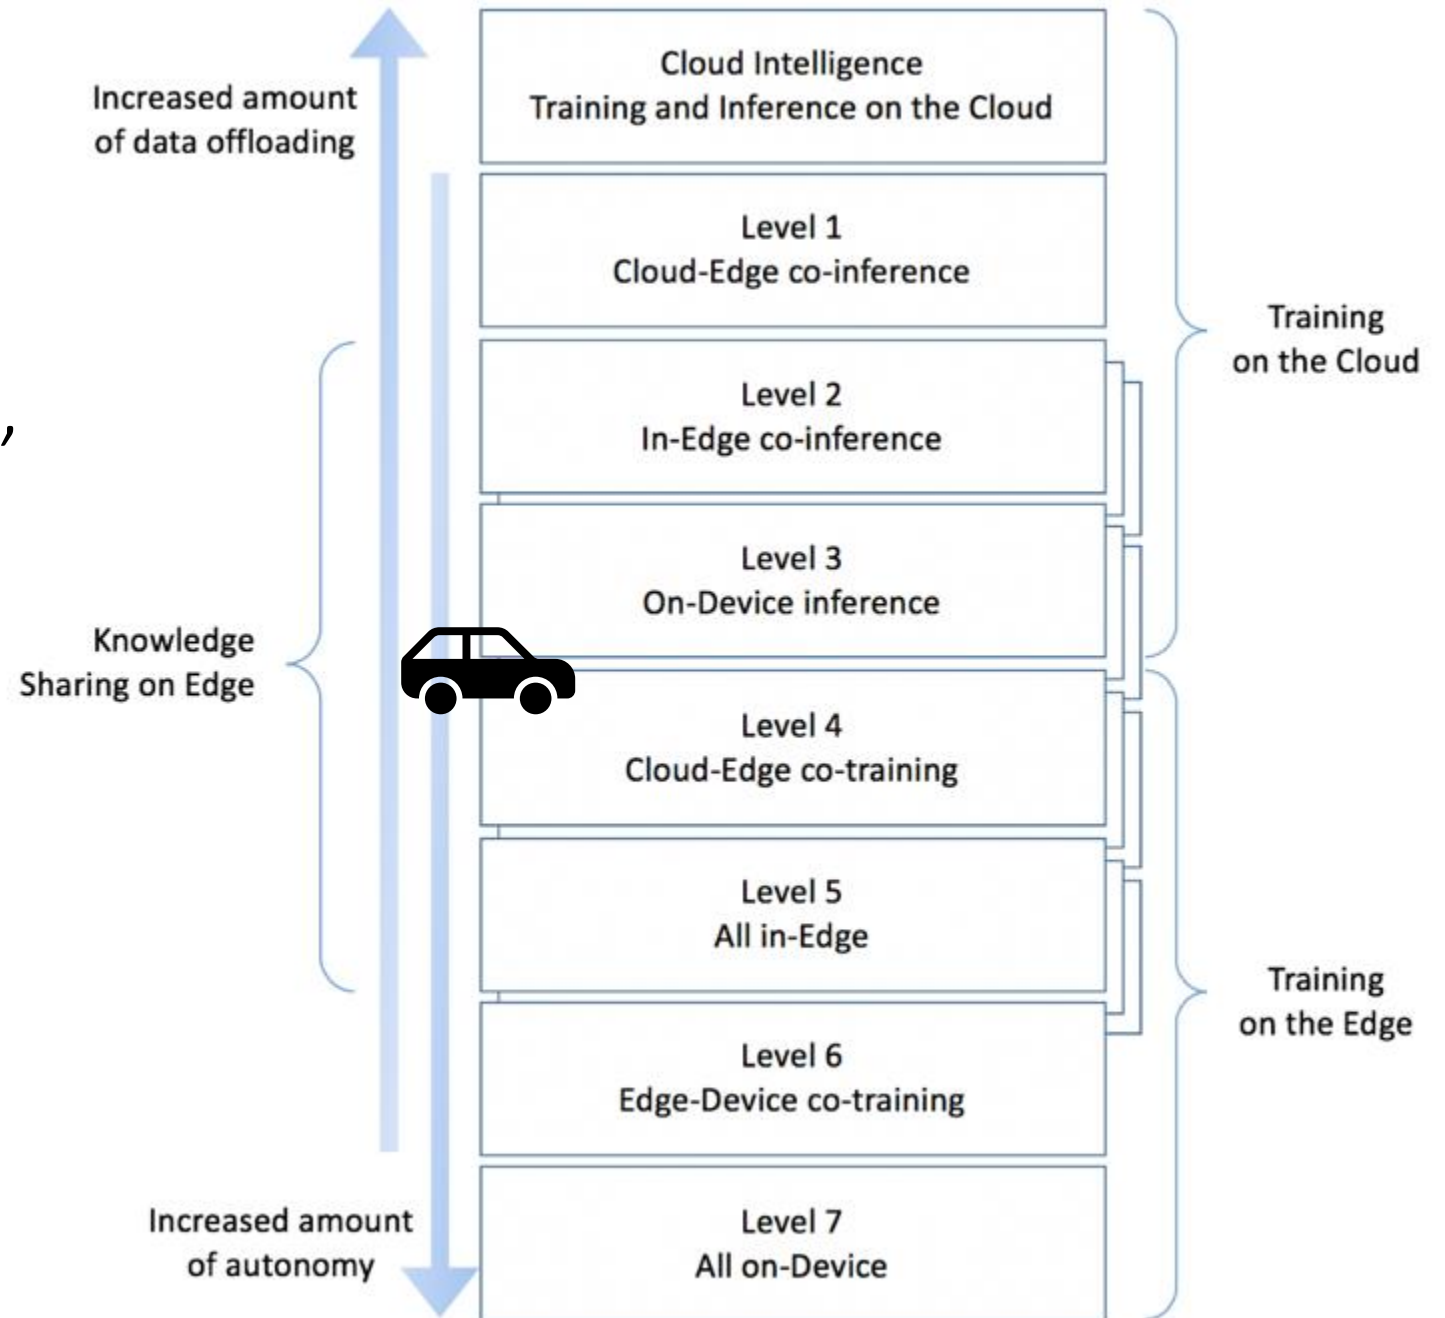 Increased amount
of data offloading
Cloud Intelligence
Training and Inference on the Cloud
Level 1
Cloud-Edge co-inference
Training
on the Cloud
Level 2
In-Edge co-inference
,
Level 3
On-Device inference
Knowledge
Sharing on Edge
Level 4
Cloud-Edge co-training
Level 5
All in-Edge
Training
on the Edge
Level 6
Edge-Device co-training
Increased amount
of autonomy
Level 7
All on-Device